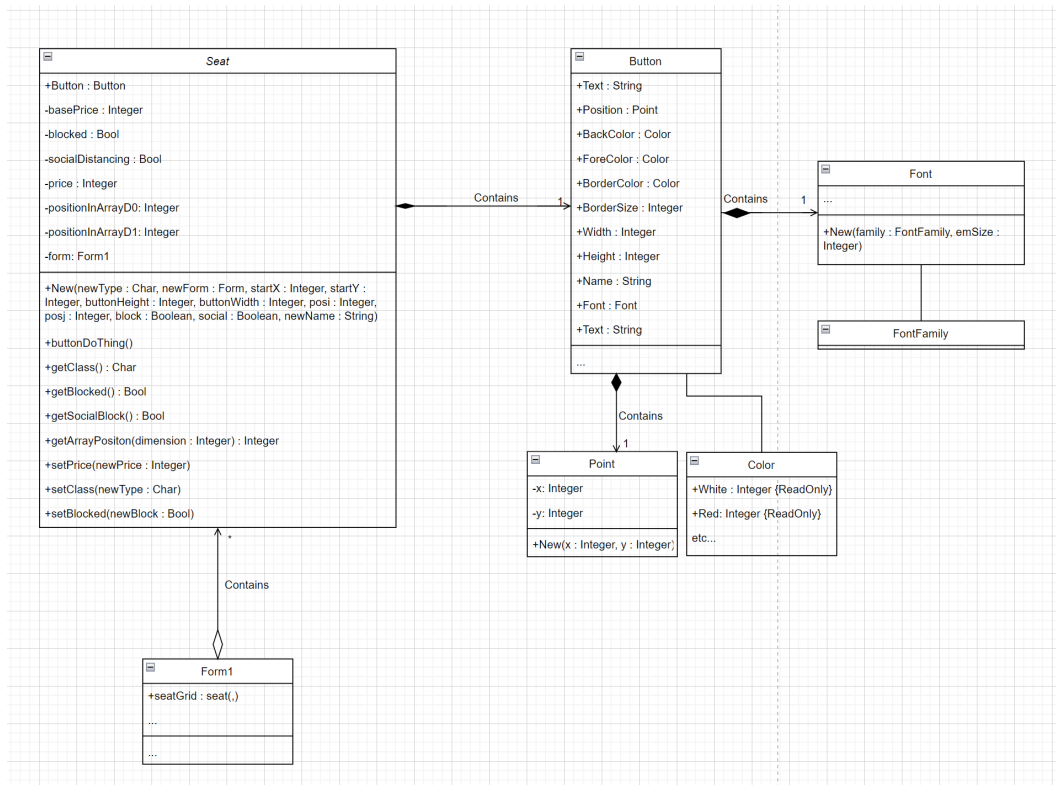 Seat
+Button : Button
-basePrice : Integer
-blocked : Bool
-socialDistancing : Bool
-price : Integer
-positionInArrayD0: Integer
-positionInArrayD1: Integer
-form: Form1
+New(newType : Char, newForm : Form, startX : Integer, startY :
Integer, buttonHeight : Integer, buttonWidth : Integer, posi : Integer,
posj : Integer, block : Boolean, social : Boolean, newName : String)
+buttonDoThing()
+getClass() : Char
+getBlocked() : Bool
+getSocialBlock() : Bool
+getArrayPositon(dimension : Integer) : Integer
+setPrice(newPrice : Integer)
+setClass(newType : Char)
+setBlocked(newBlock : Bool)
Contains
1
Button
+Text : String
+Position : Point
+BackColor : Color
+ForeColor : Color
+BorderColor : Color
+BorderSize : Integer
+Width : Integer
+Height : Integer
+Name : String
+Font : Font
+Text : String
...
Contains
1
Font
...
+New(family : FontFamily, emSize :
Integer)
FontFamily
Contains
1
Point
-x: Integer
-y: Integer
+New(x : Integer, y : Integer)
Color
+White : Integer {ReadOnly}
+Red: Integer {ReadOnly}
etc...
*
Contains
Form1
+seatGrid : seat(,)
...
...